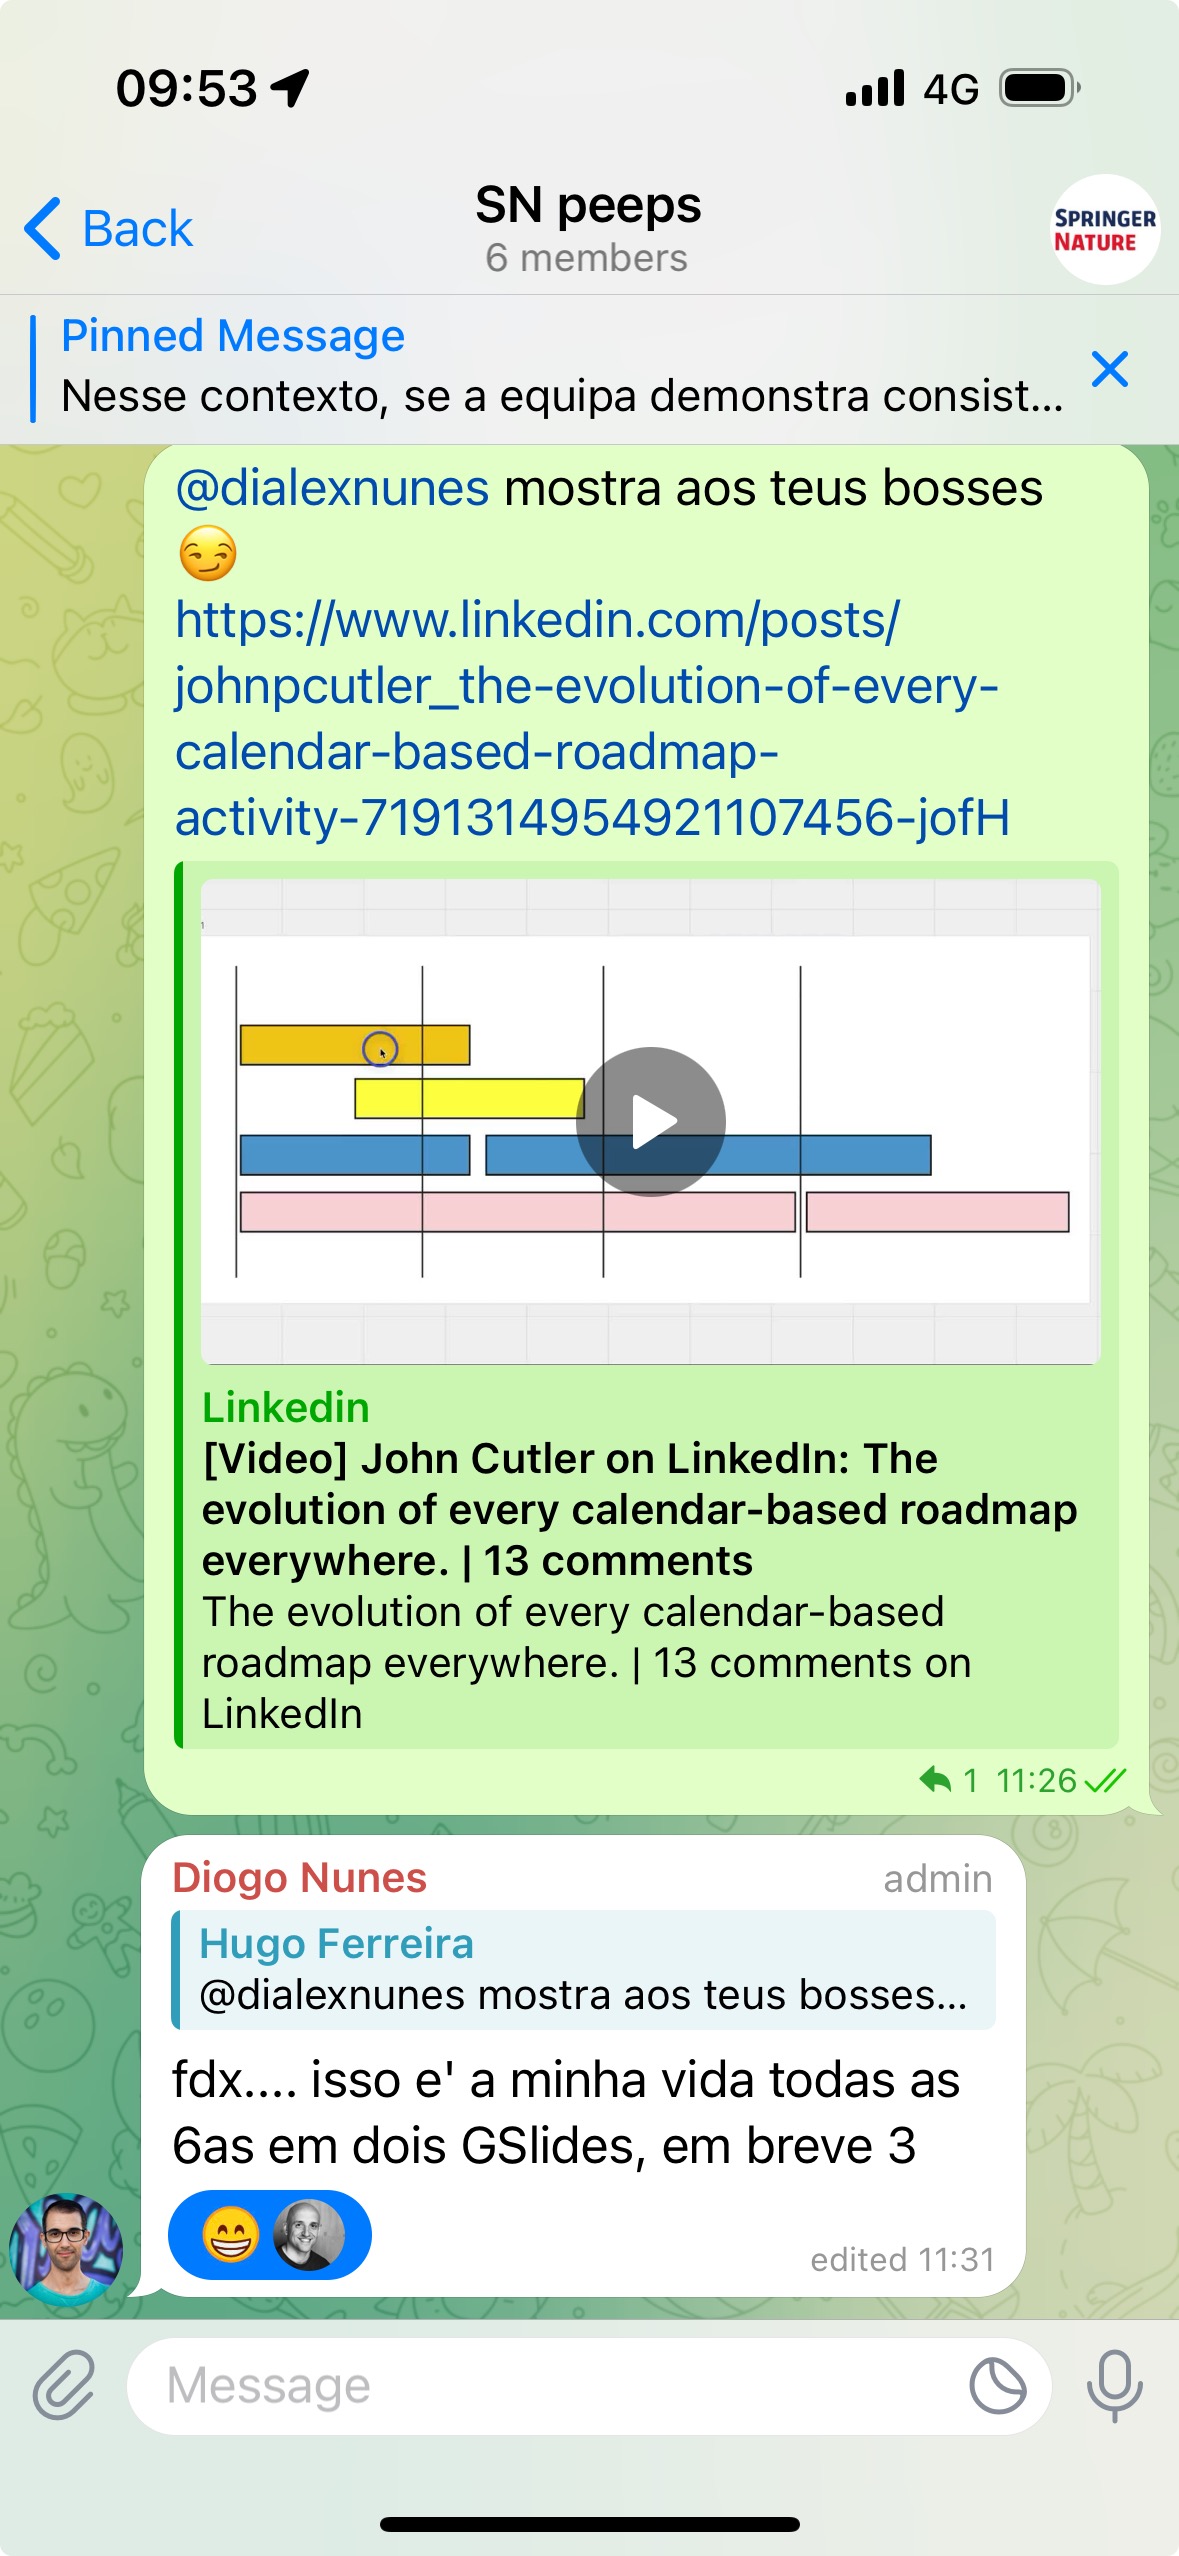 09:53
4G
Back
SN peeps
6 members
SPRINGER
NATURE
Pinned Message
Nesse contexto, se a equipa demonstra consist...
@dialexnunes mostra aos teus bosses
😏
https://www.linkedin.com/posts/
johnpcutler_the-evolution-of-every-
calendar-based-roadmap-
activity-7191314954921107456-jofH
Linkedin
[Video] John Cutler on LinkedIn: The
evolution of every calendar-based roadmap
everywhere. | 13 comments
The evolution of every calendar-based
roadmap everywhere. | 13 comments on
LinkedIn
1 11:26
Diogo Nunes admin
Hugo Ferreira
@dialexnunes mostra aos teus bosses...
fdx.... isso e' a minha vida todas as
6as em dois GSlides, em breve 3
😁
edited 11:31
Message